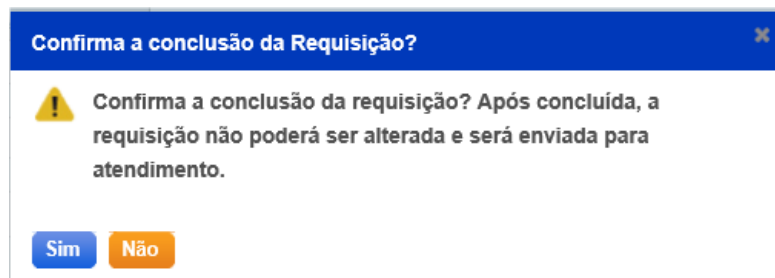 Confirma a conclusão da Requisição?
Confirma a conclusão da requisição? Após concluída, a
requisição não poderá ser alterada e será enviada para
atendimento.
Sim Não